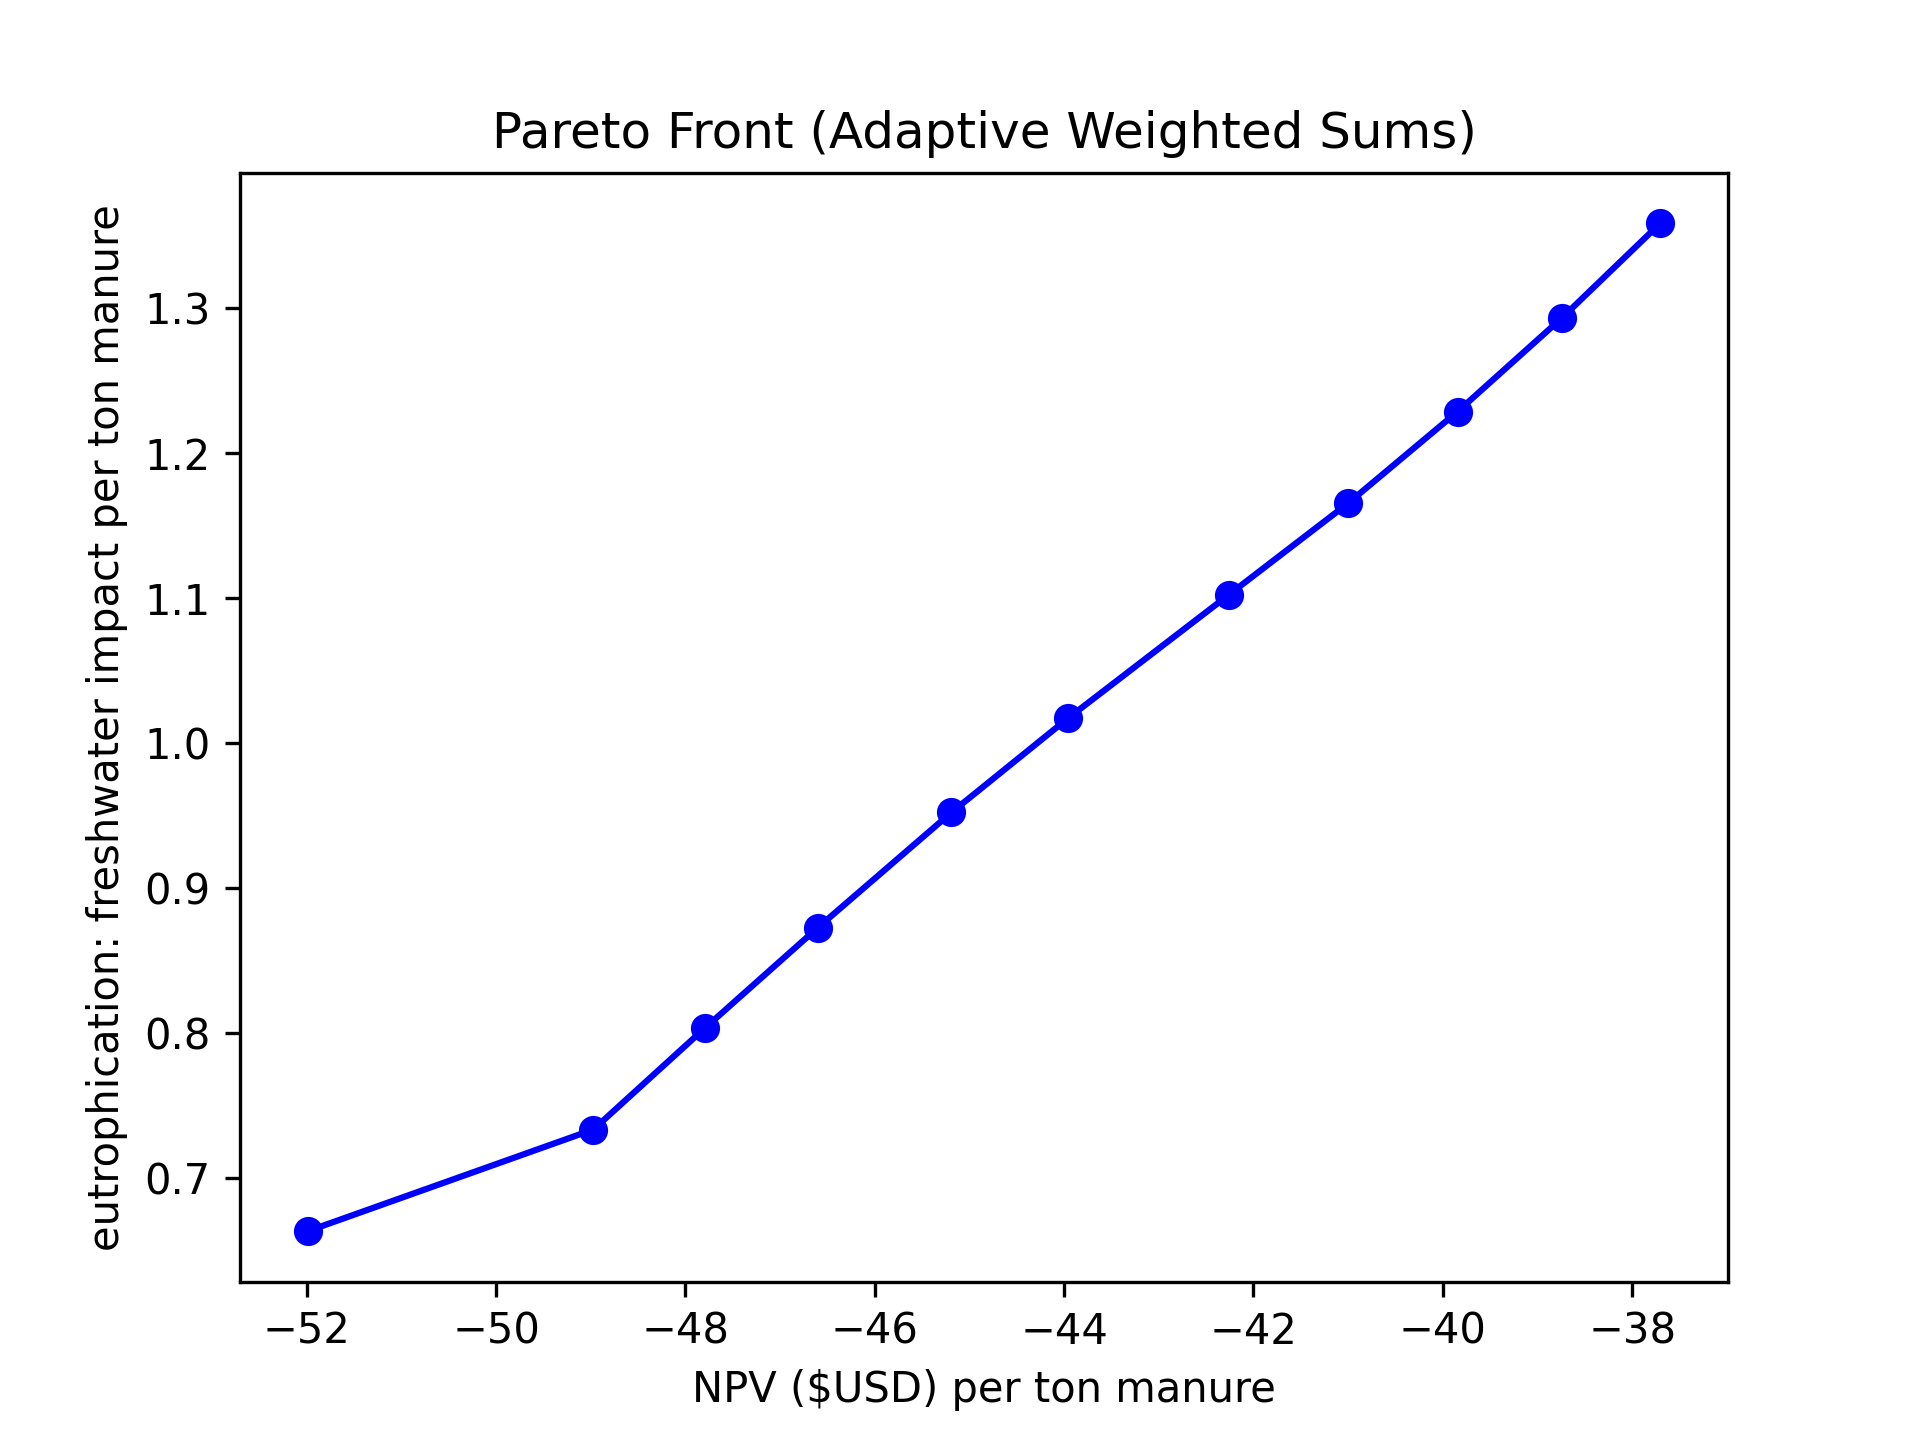 Pareto Front (Adaptive Weighted Sums)
eutrophication: freshwater impact per ton manure
1.3
1.2
1.1
1.0
0.9
0.8
0.7
−52 −50 −48 −46 −44 −42 −40 −38
NPV ($USD) per ton manure